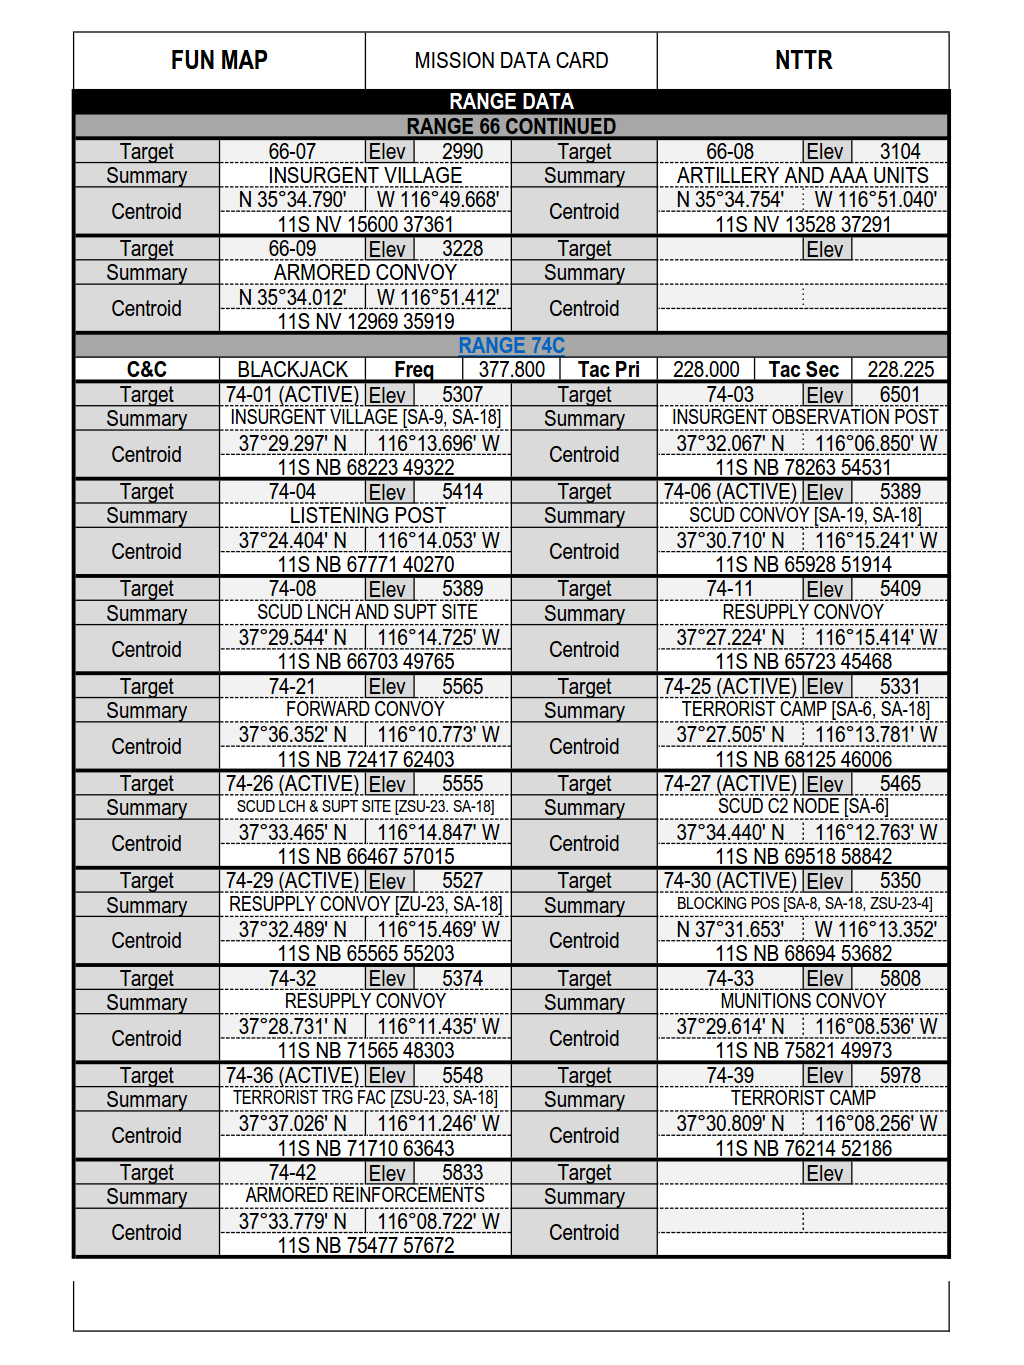 FUN MAP MISSION DATA CARD NTTR
RANGE DATA
RANGE 66 CONTINUED
Target 66-07 Elev 2990 Target 66-08 Elev 3104
Summary INSURGENT VILLAGE Summary ARTILLERY AND AAA UNITS
Centroid N 35°34.790' W 116°49.668' Centroid N 35°34.754' W 116°51.040'
11S NV 15600 37361 11S NV 13528 37291
Target 66-09 Elev 3228 Target Elev
Summary ARMORED CONVOY Summary
Centroid N 35°34.012' W 116°51.412' Centroid
11S NV 12969 35919
RANGE 74C
C&C BLACKJACK Freq 377.800 Tac Pri 228.000 Tac Sec 228.225
Target 74-01 (ACTIVE) Elev 5307 Target 74-03 Elev 6501
Summary INSURGENT VILLAGE [SA-9, SA-18] Summary INSURGENT OBSERVATION POST
Centroid 37°29.297' N 116°13.696' W Centroid 37°32.067' N 116°06.850' W
11S NB 68223 49322 11S NB 78263 54531
Target 74-04 Elev 5414 Target 74-06 (ACTIVE) Elev 5389
Summary LISTENING POST Summary SCUD CONVOY [SA-19, SA-18]
Centroid 37°24.404' N 116°14.053' W Centroid 37°30.710' N 116°15.241' W
11S NB 67771 40270 11S NB 65928 51914
Target 74-08 Elev 5389 Target 74-11 Elev 5409
Summary SCUD LNCH AND SUPT SITE Summary RESUPPLY CONVOY
Centroid 37°29.544' N 116°14.725' W Centroid 37°27.224' N 116°15.414' W
11S NB 66703 49765 11S NB 65723 45468
Target 74-21 Elev 5565 Target 74-25 (ACTIVE) Elev 5331
Summary FORWARD CONVOY Summary TERRORIST CAMP [SA-6, SA-18]
Centroid 37°36.352' N 116°10.773' W Centroid 37°27.505' N 116°13.781' W
11S NB 72417 62403 11S NB 68125 46006
Target 74-26 (ACTIVE) Elev 5555 Target 74-27 (ACTIVE) Elev 5465
Summary SCUD LCH & SUPT SITE [ZSU-23. SA-18] Summary SCUD C2 NODE [SA-6]
Centroid 37°33.465' N 116°14.847' W Centroid 37°34.440' N 116°12.763' W
11S NB 66467 57015 11S NB 69518 58842
Target 74-29 (ACTIVE) Elev 5527 Target 74-30 (ACTIVE) Elev 5350
Summary RESUPPLY CONVOY [ZU-23, SA-18] Summary BLOCKING POS [SA-8, SA-18, ZSU-23-4]
Centroid 37°32.489' N 116°15.469' W Centroid N 37°31.653' W 116°13.352'
11S NB 65565 55203 11S NB 68694 53682
Target 74-32 Elev 5374 Target 74-33 Elev 5808
Summary RESUPPLY CONVOY Summary MUNITIONS CONVOY
Centroid 37°28.731' N 116°11.435' W Centroid 37°29.614' N 116°08.536' W
11S NB 71565 48303 11S NB 75821 49973
Target 74-36 (ACTIVE) Elev 5548 Target 74-39 Elev 5978
Summary TERRORIST TRG FAC [ZSU-23, SA-18] Summary TERRORIST CAMP
Centroid 37°37.026' N 116°11.246' W Centroid 37°30.809' N 116°08.256' W
11S NB 71710 63643 11S NB 76214 52186
Target 74-42 Elev 5833 Target Elev
Summary ARMORED REINFORCEMENTS Summary
Centroid 37°33.779' N 116°08.722' W Centroid
11S NB 75477 57672